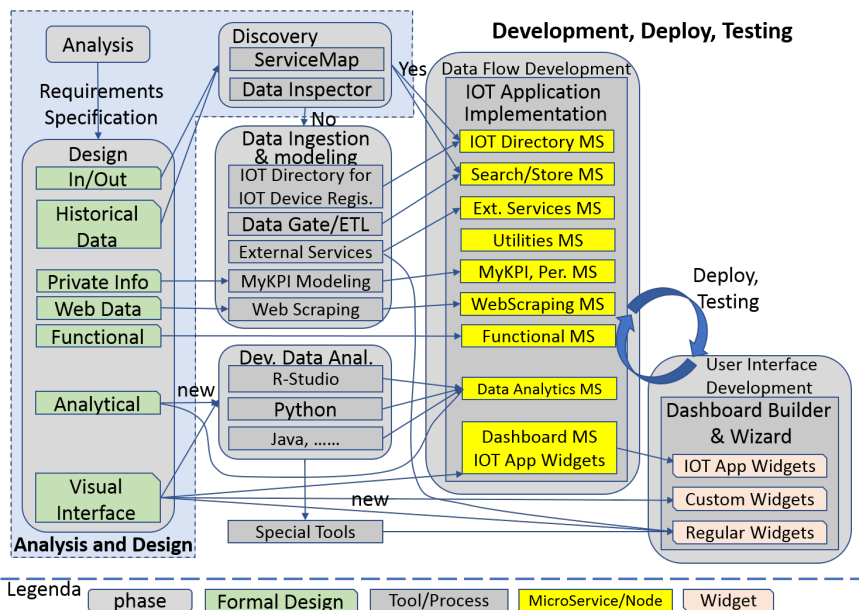 Development, Deploy, Testing
Analysis
Requirements
Specification
Design
In/Out
Historical
Data
Private Info
Web Data
Functional
Analytical
Visual
Interface
Analysis and Design
Discovery
ServiceMap
Data Inspector
Yes
No
Data Ingestion
& modeling
IOT Directory for
IOT Device Regis.
Data Gate/ETL
External Services
MyKPI Modeling
Web Scraping
Dev. Data Anal.
R-Studio
Python
Java, ......
new
new
Special Tools
Data Flow Development
IOT Application
Implementation
IOT Directory MS
Search/Store MS
Ext. Services MS
Utilities MS
MyKPI, Per. MS
WebScraping MS
Functional MS
Data Analytics MS
Dashboard MS
IOT App Widgets
Deploy,
Testing
User Interface
Development
Dashboard Builder
& Wizard
IOT App Widgets
Custom Widgets
Regular Widgets
Legenda
phase
Formal Design
Tool/Process
MicroService/Node
Widget